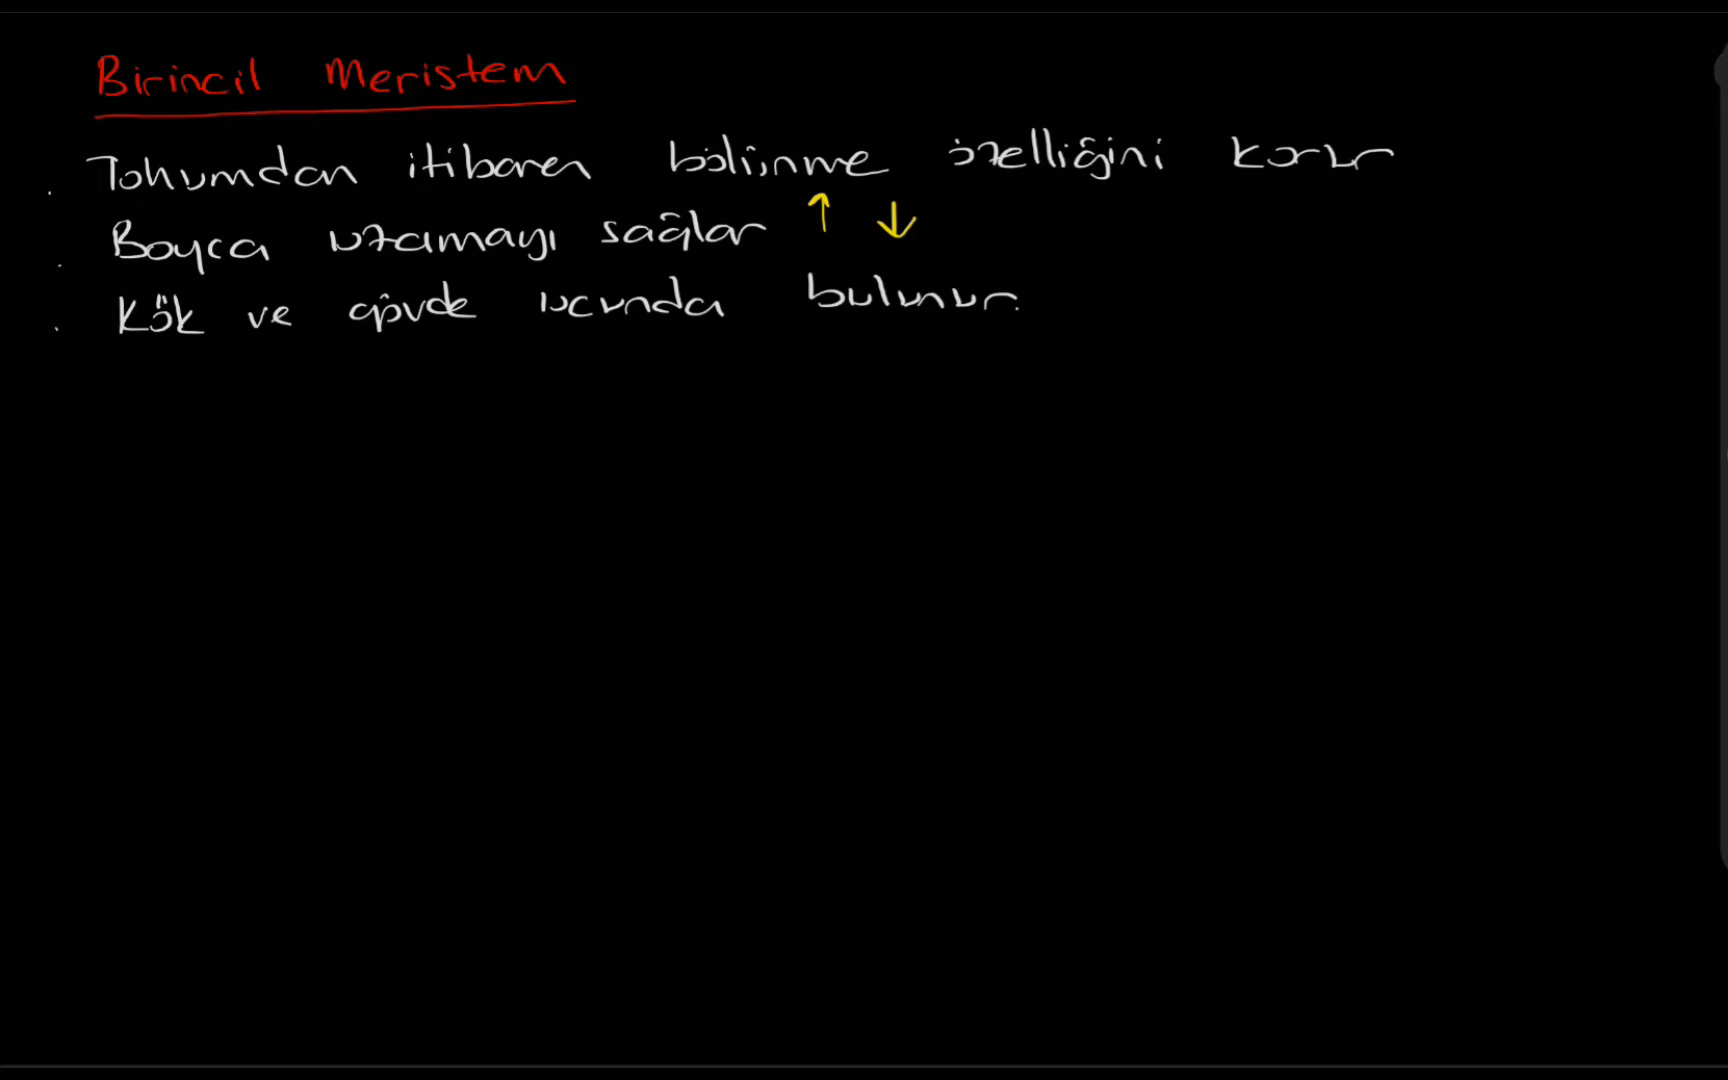 Birincil Meristem
. Tohumdan itibaren bölünme özelliğini korur
. Boyca uzamayı sağlar ↑ ↓
. Kök ve gövde ucunda bulunur.